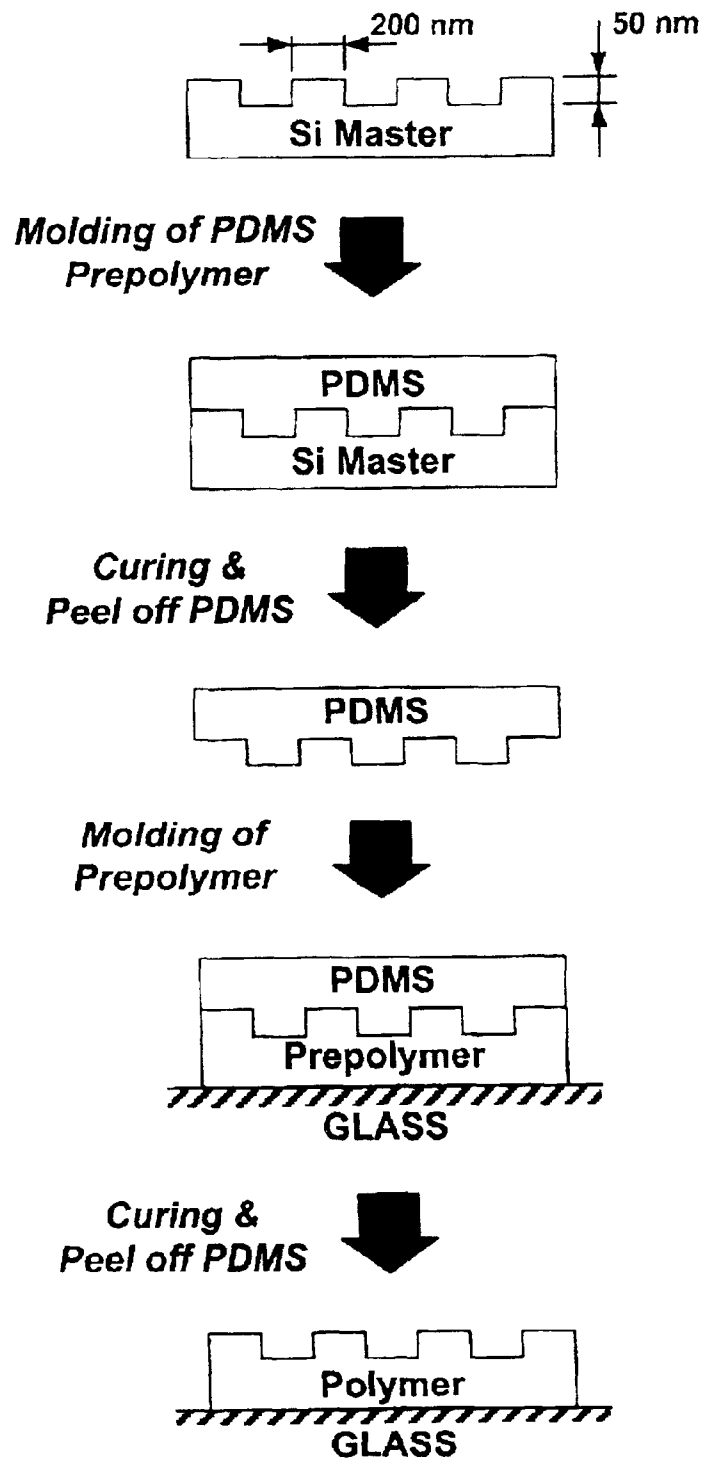 200 nm
50 nm
Si Master
Molding of PDMS
Prepolymer
PDMS
Si Master
Curing &
Peel off PDMS
PDMS
Molding of
Prepolymer
PDMS
Prepolymer
GLASS
Curing &
Peel off PDMS
Polymer
GLASS